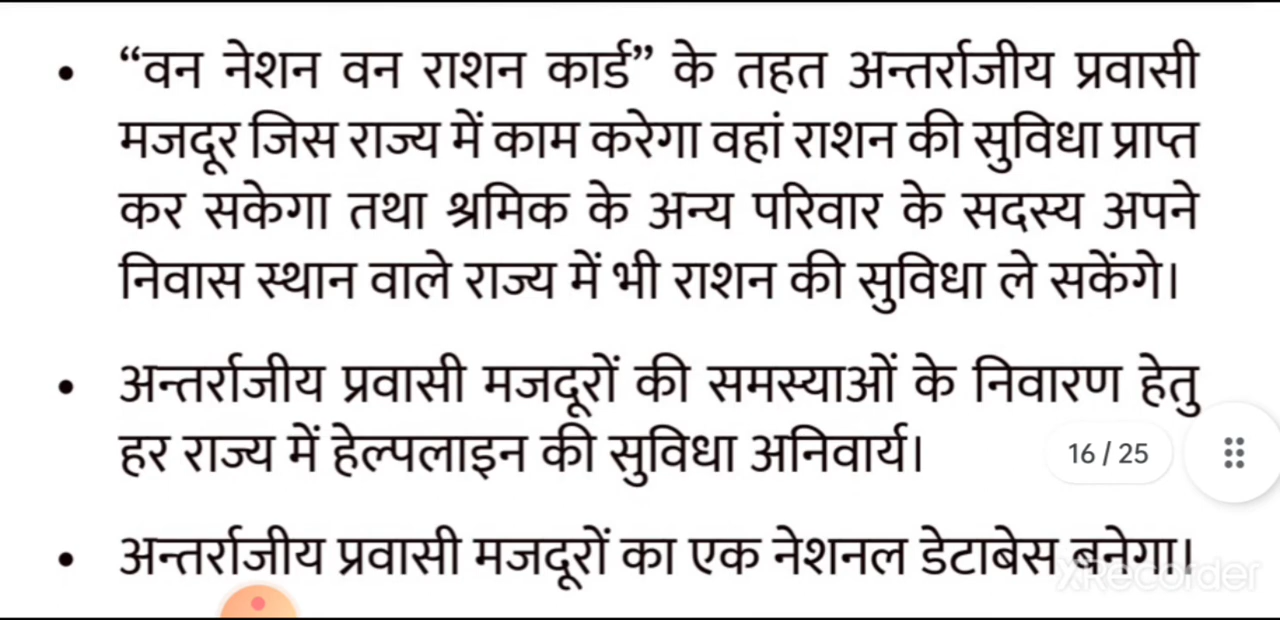 • “वन नेशन वन राशन कार्ड” के तहत अन्तर्राजीय प्रवासी
मजदूर जिस राज्य में काम करेगा वहां राशन की सुविधा प्राप्त
कर सकेगा तथा श्रमिक के अन्य परिवार के सदस्य अपने
निवास स्थान वाले राज्य में भी राशन की सुविधा ले सकेंगे।
• अन्तर्राजीय प्रवासी मजदूरों की समस्याओं के निवारण हेतु
हर राज्य में हेल्पलाइन की सुविधा अनिवार्य।
16 / 25
• अन्तर्राजीय प्रवासी मजदूरों का एक नेशनल डेटाबेस बनेगा।
XRecorder